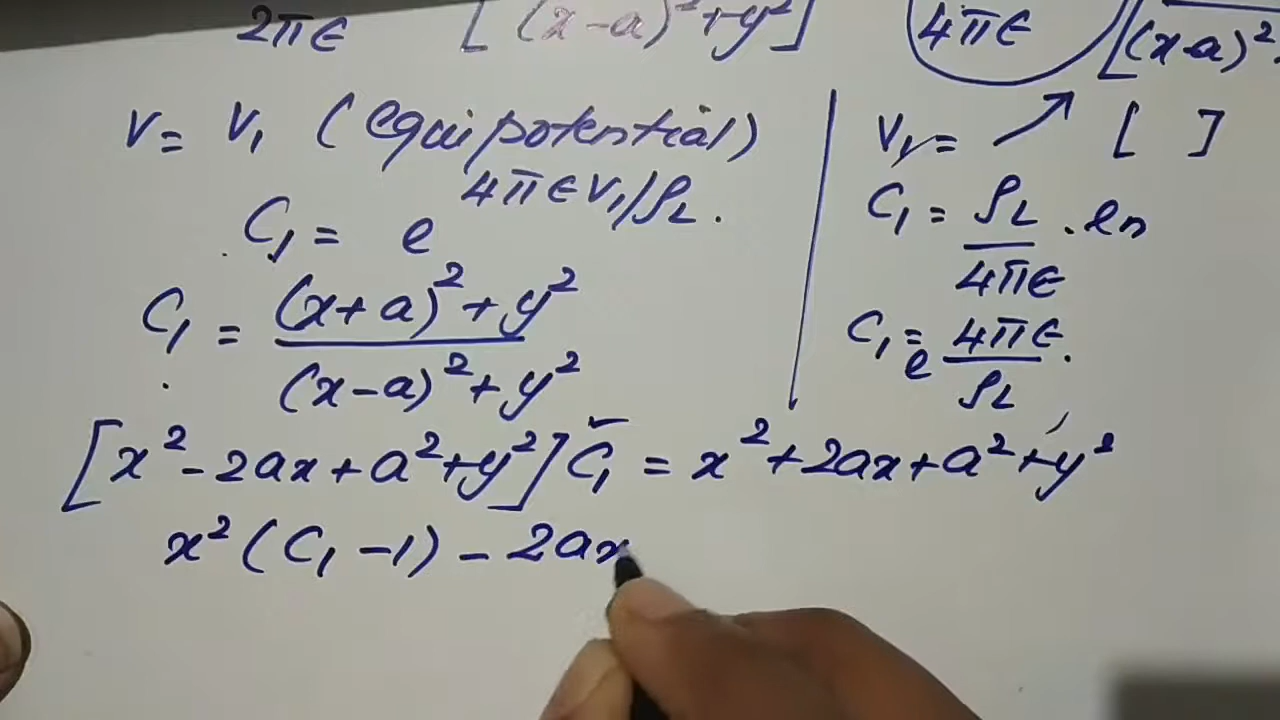 2πϵ [ (x-a)²+y² ]
4πϵ [ (x-a)²
V = V₁ (equipotential)
C₁ = e^4πϵV₁/ρL.
C₁ = (x+a)²+y² / (x-a)²+y²
V₁ = ↗ [ ]
C₁ = ρL / 4πϵ . ln
C₁ = e 4πϵ / ρL .
[x²-2ax+a²+y²] C₁ = x²+2ax+a²+y²
x² (C₁ -1) - 2ax